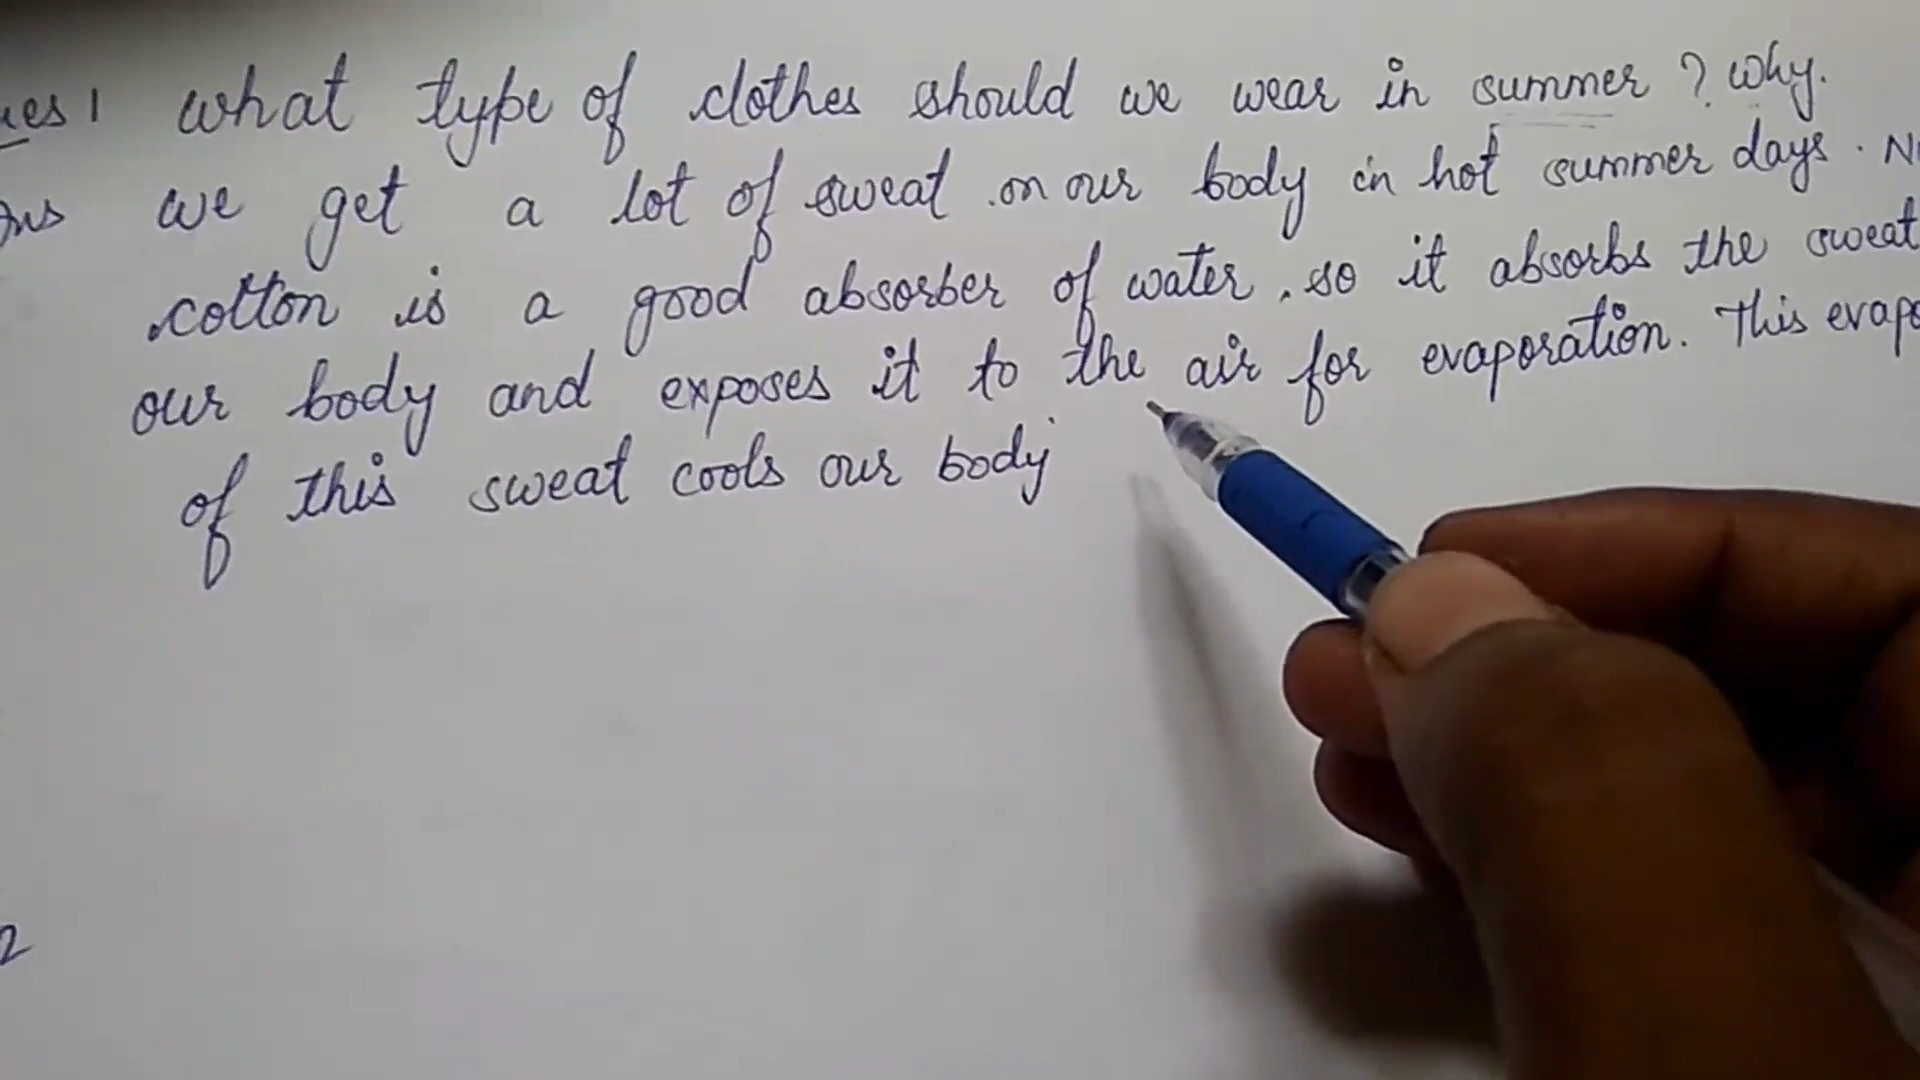 ues 1 what type of clothes should we wear in summer ? why.
Ans we get a lot of sweat on our body in hot summer days.
cotton is a good absorber of water. so it absorbs the sweat
our body and exposes it to the air for evaporation. This
of this sweat cools our body
2